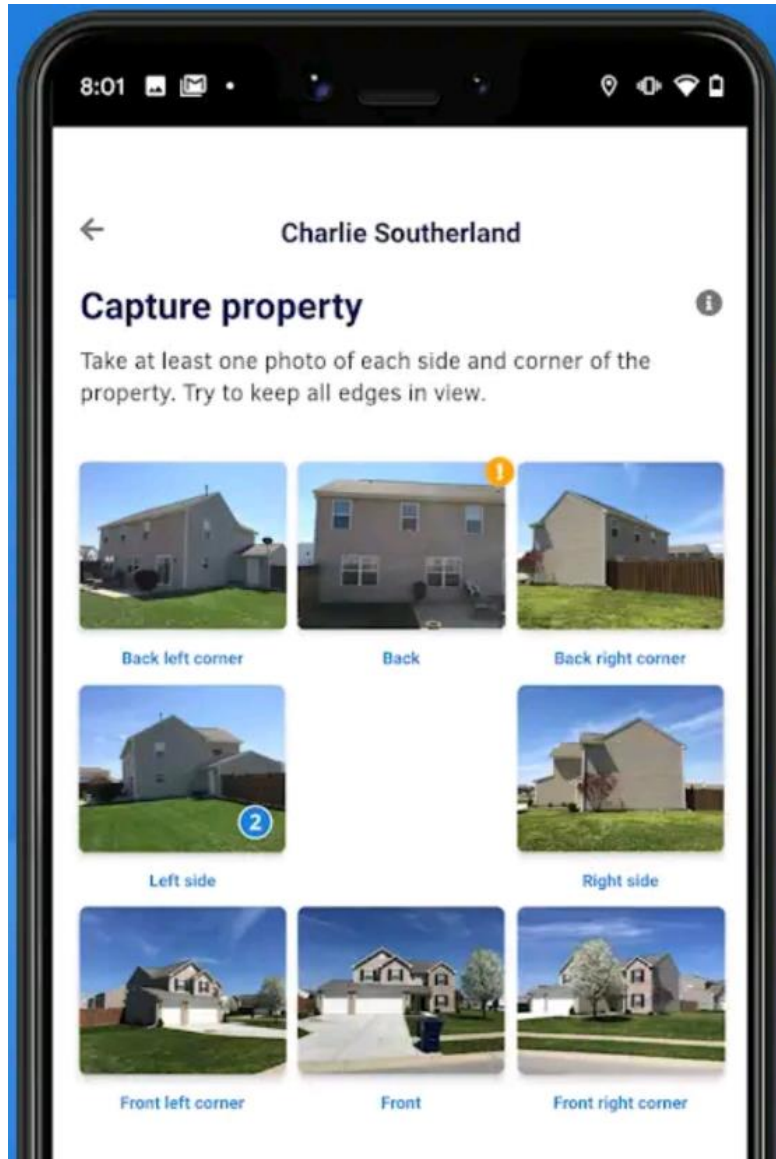 8:01
Charlie Southerland
Capture property
Take at least one photo of each side and corner of the
property. Try to keep all edges in view.
!
Back left corner
Back
Back right corner
2
Left side
Right side
Front left corner
Front
Front right corner